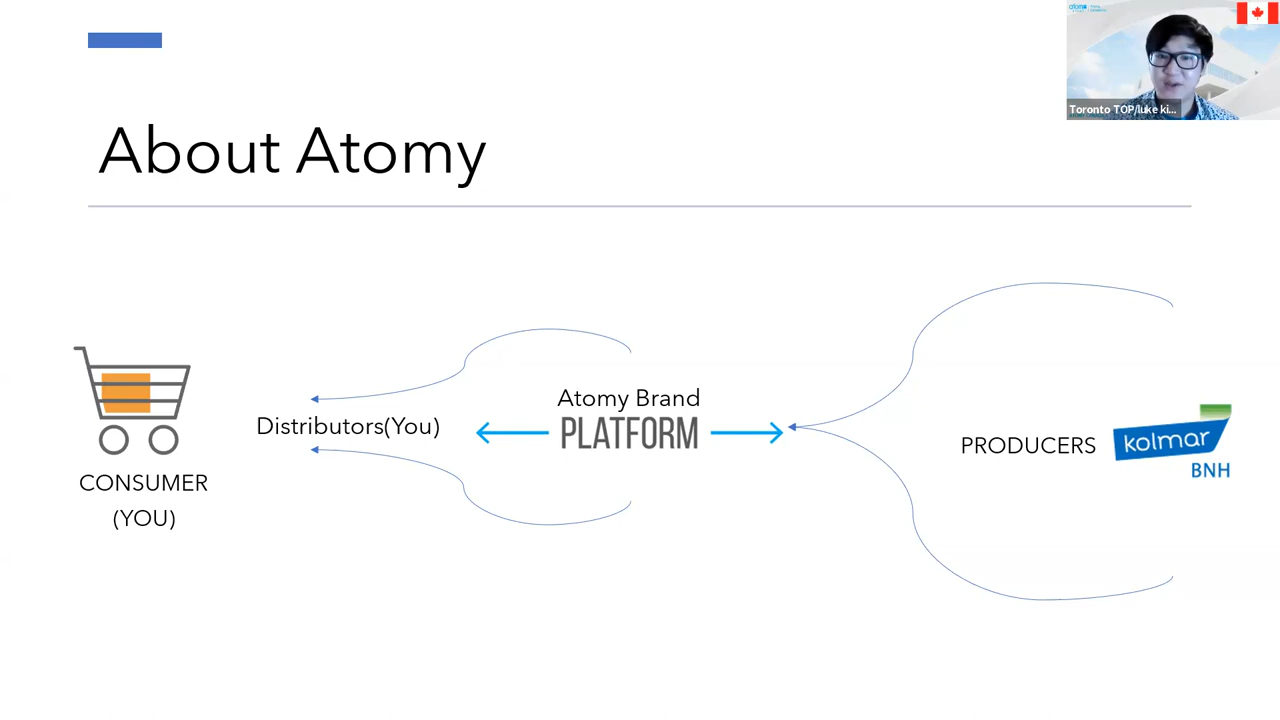 Toronto TOP/luke ki...
About Atomy
Atomy Brand
PLATFORM
Distributors(You)
PRODUCERS
kolmar
BNH
CONSUMER
(YOU)